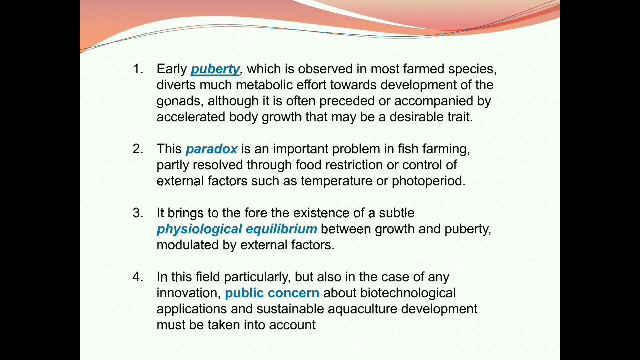 1. Early puberty, which is observed in most farmed species,
diverts much metabolic effort towards development of the
gonads, although it is often preceded or accompanied by
accelerated body growth that may be a desirable trait.
2. This paradox is an important problem in fish farming,
partly resolved through food restriction or control of
external factors such as temperature or photoperiod.
3. It brings to the fore the existence of a subtle
physiological equilibrium between growth and puberty,
modulated by external factors.
4. In this field particularly, but also in the case of any
innovation, public concern about biotechnological
applications and sustainable aquaculture development
must be taken into account